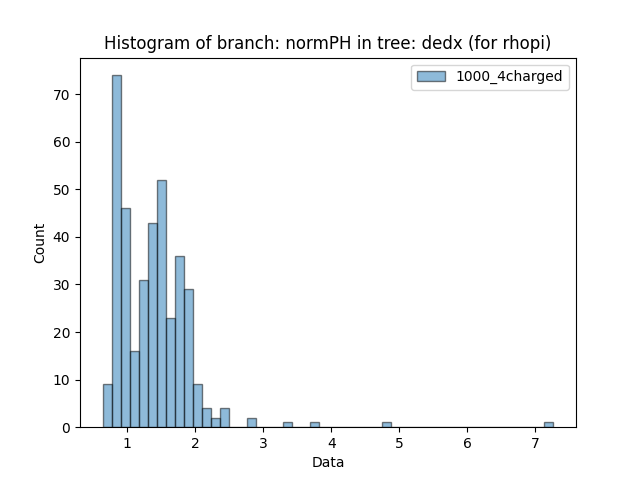 Histogram of branch: normPH in tree: dedx (for rhopi)
1000_4charged
Count
70
60
50
40
30
20
10
0
1 2 3 4 5 6 7
Data